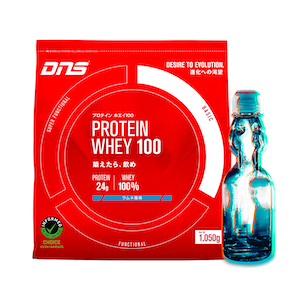 DNS
DESIRE TO EVOLUTION.
進化への渇望
SUPER FUNCTIONAL
BASIC
プロテイン ホエイ100
PROTEIN
WHEY 100
鍛えたら、飲め
PROTEIN 24g
WHEY 100%
ラムネ風味
1,050g
FUNCTIONAL
INFORMED
CHOICE